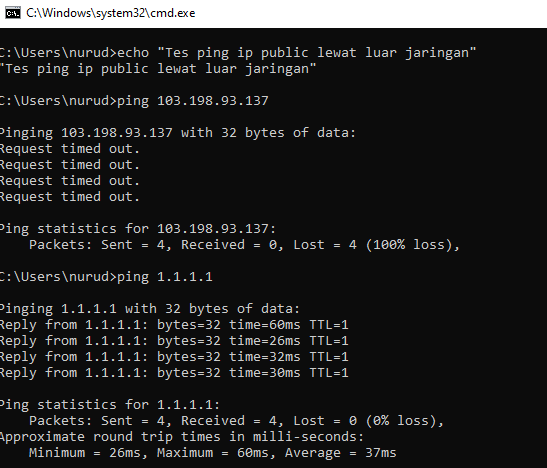 C:\Windows\system32\cmd.exe
C:\Users\nurud>echo "Tes ping ip public lewat luar jaringan"
"Tes ping ip public lewat luar jaringan"
C:\Users\nurud>ping 103.198.93.137
Pinging 103.198.93.137 with 32 bytes of data:
Request timed out.
Request timed out.
Request timed out.
Request timed out.
Ping statistics for 103.198.93.137:
    Packets: Sent = 4, Received = 0, Lost = 4 (100% loss),
C:\Users\nurud>ping 1.1.1.1
Pinging 1.1.1.1 with 32 bytes of data:
Reply from 1.1.1.1: bytes=32 time=60ms TTL=1
Reply from 1.1.1.1: bytes=32 time=26ms TTL=1
Reply from 1.1.1.1: bytes=32 time=32ms TTL=1
Reply from 1.1.1.1: bytes=32 time=30ms TTL=1
Ping statistics for 1.1.1.1:
    Packets: Sent = 4, Received = 4, Lost = 0 (0% loss),
Approximate round trip times in milli-seconds:
    Minimum = 26ms, Maximum = 60ms, Average = 37ms